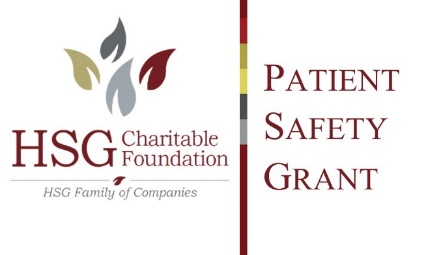 HSG Charitable
Foundation
HSG Family of Companies
PATIENT
SAFETY
GRANT